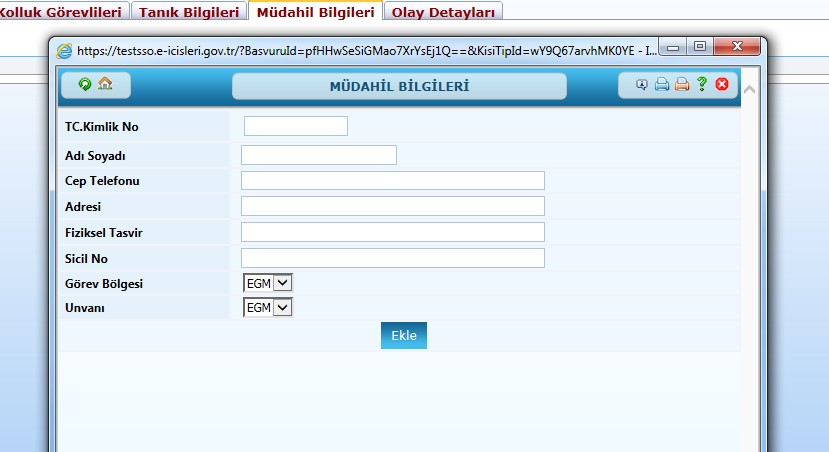 Kolluk Görevlileri Tanık Bilgileri Müdahil Bilgileri Olay Detayları
https://testsso.e-icisleri.gov.tr/?BasvuruId=pfHHwSeSiGMao7XrYsEj1Q==&KisiTipId=wY9Q67arvhMK0YE - I...
MÜDAHİL BİLGİLERİ
TC.Kimlik No
Adı Soyadı
Cep Telefonu
Adresi
Fiziksel Tasvir
Sicil No
Görev Bölgesi EGM
Unvanı EGM
Ekle